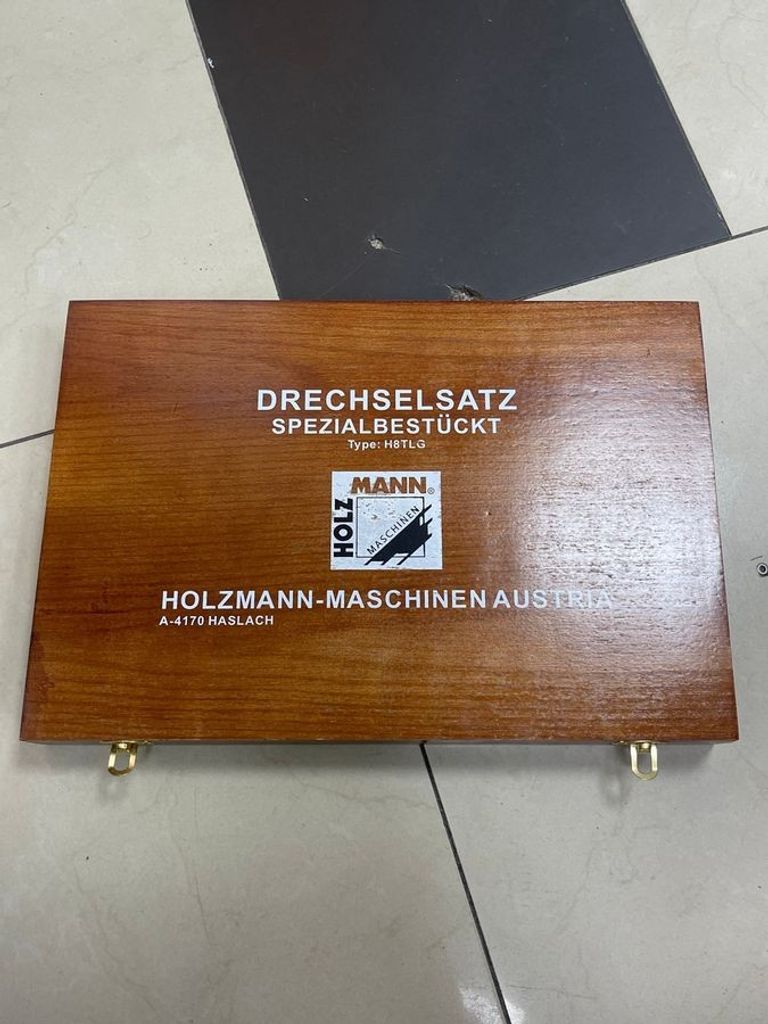 DRECHSELSATZ
SPEZIALBESTÜCKT
Type: H8TLG
HOLZ
MANN®
MASCHINEN
HOLZMANN-MASCHINEN AUSTRIA
A-4170 HASLACH